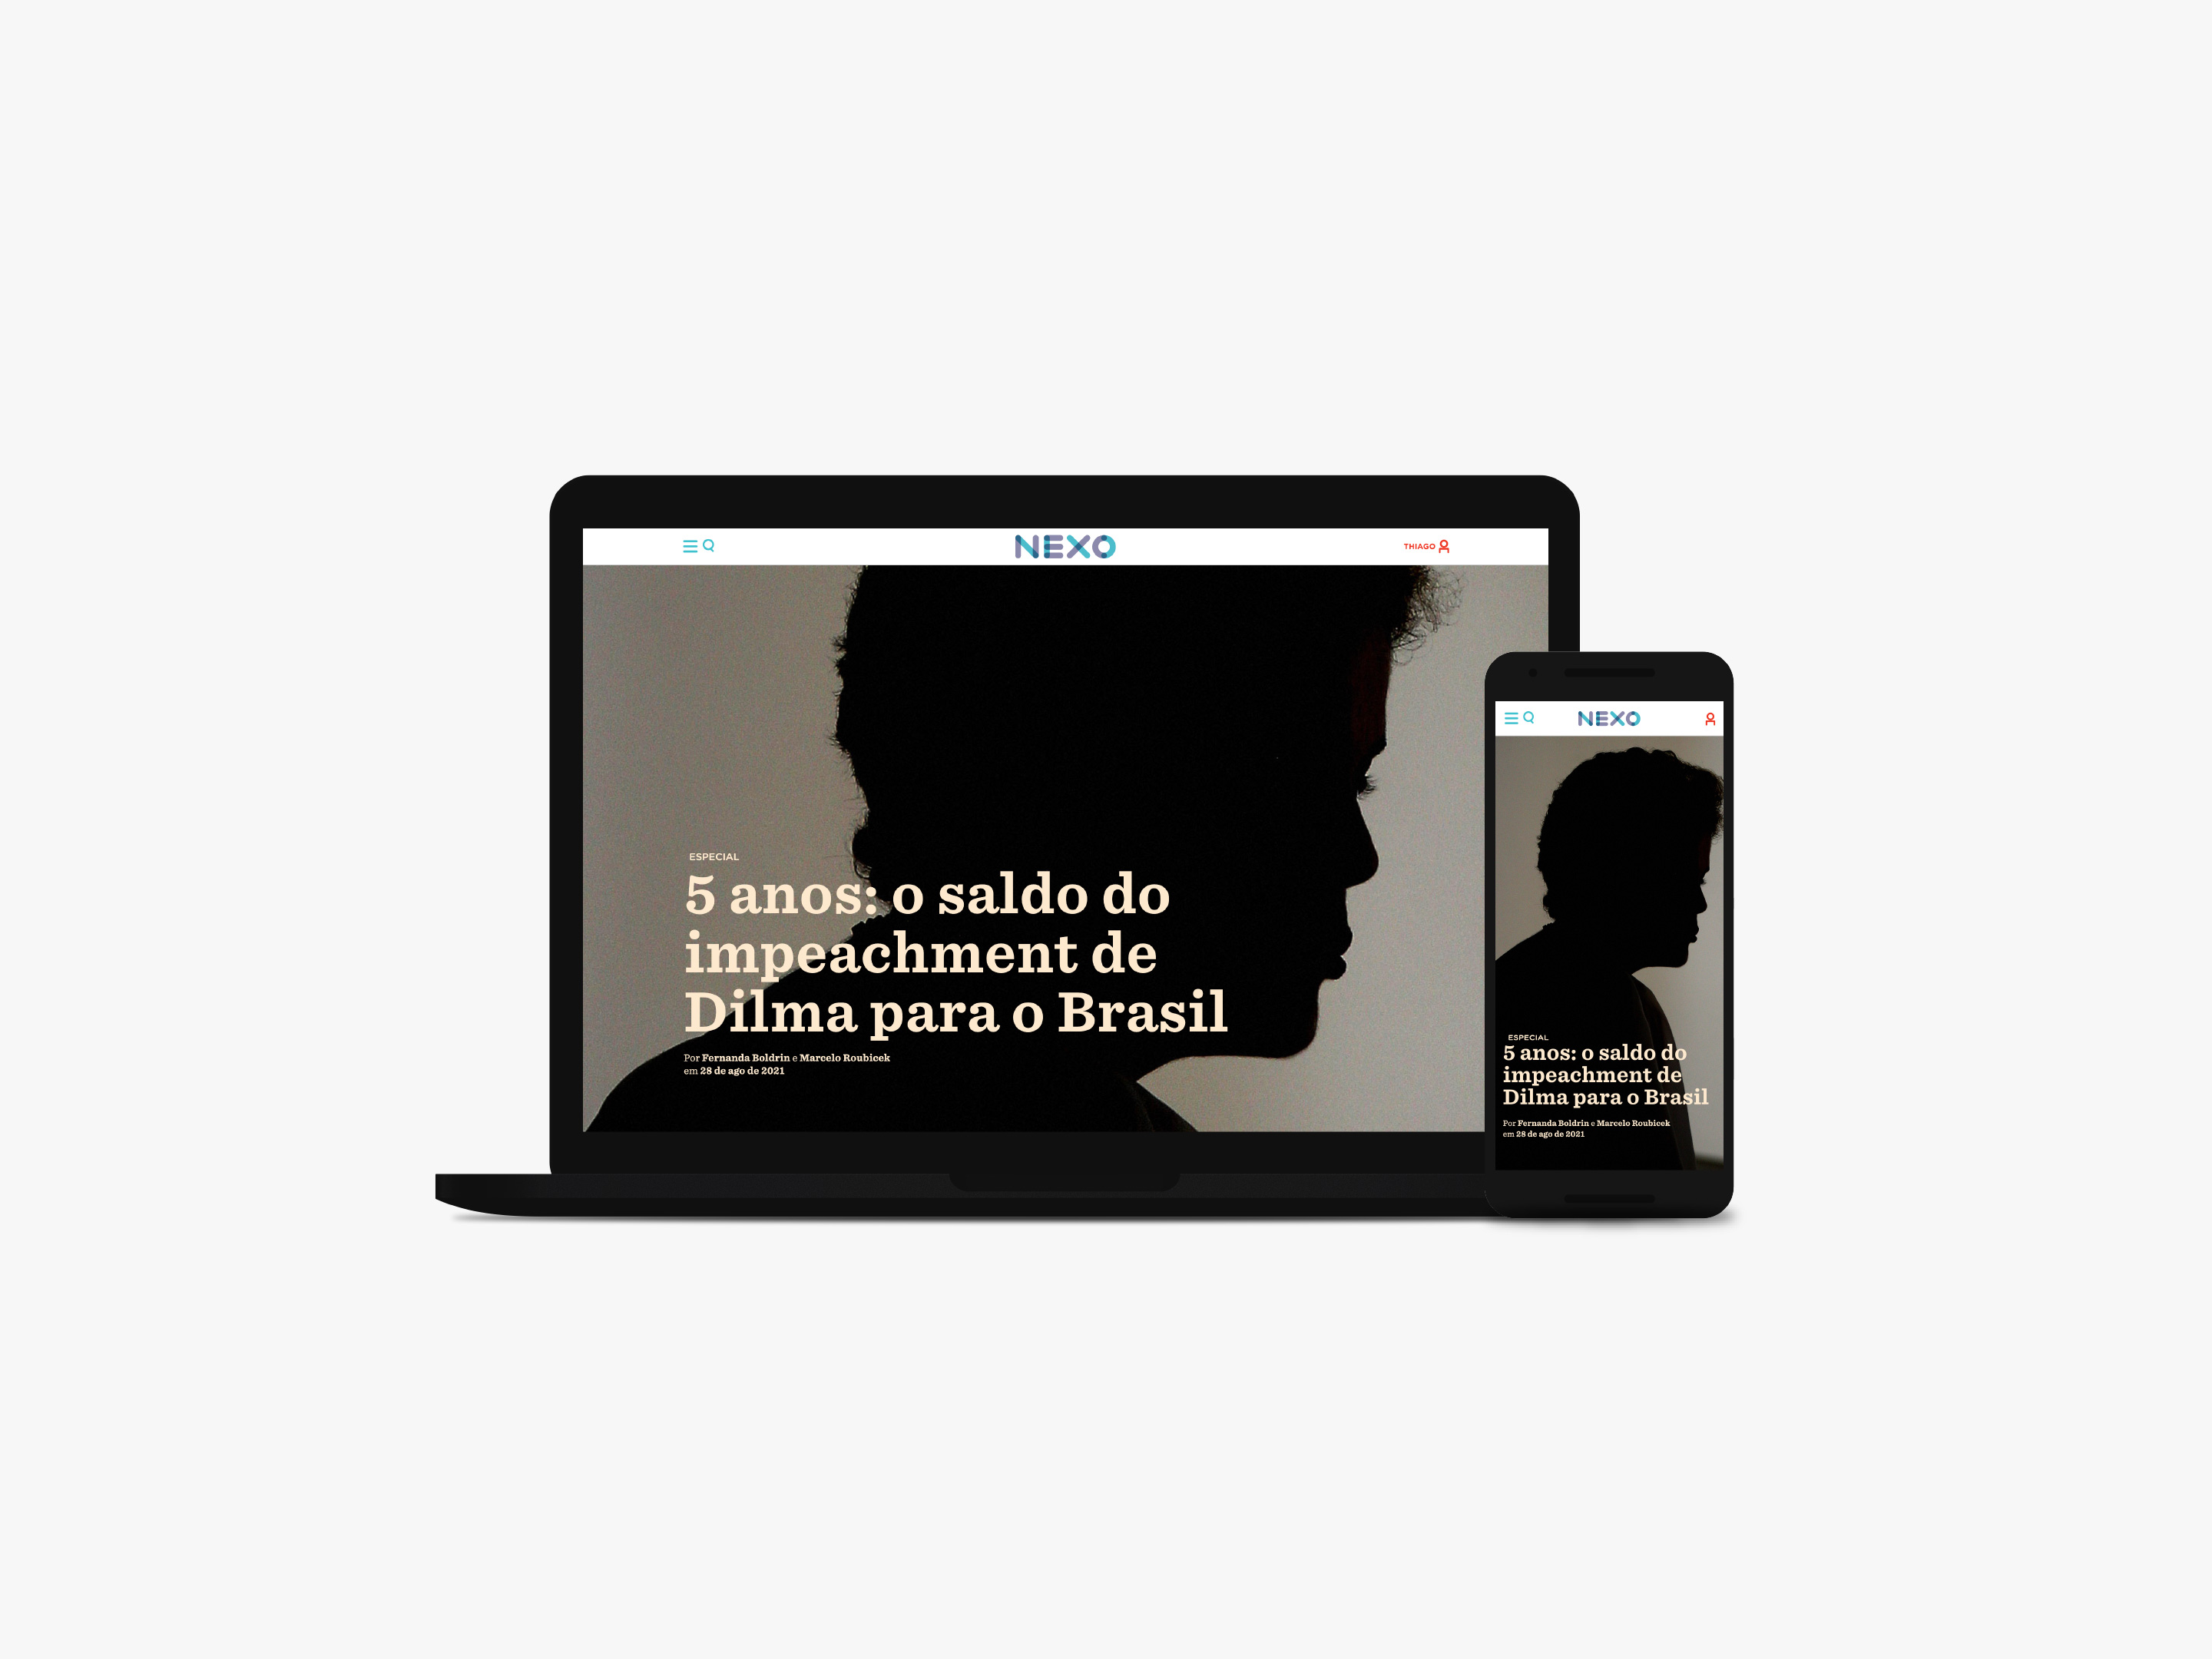 NEXO
THIAGO
ESPECIAL
5 anos: o saldo do
impeachment de
Dilma para o Brasil
Por Fernanda Boldrin e Marcelo Roubicek
em 28 de ago de 2021
NEXO
ESPECIAL
5 anos: o saldo do
impeachment de
Dilma para o Brasil
Por Fernanda Boldrin e Marcelo Roubicek
em 28 de ago de 2021